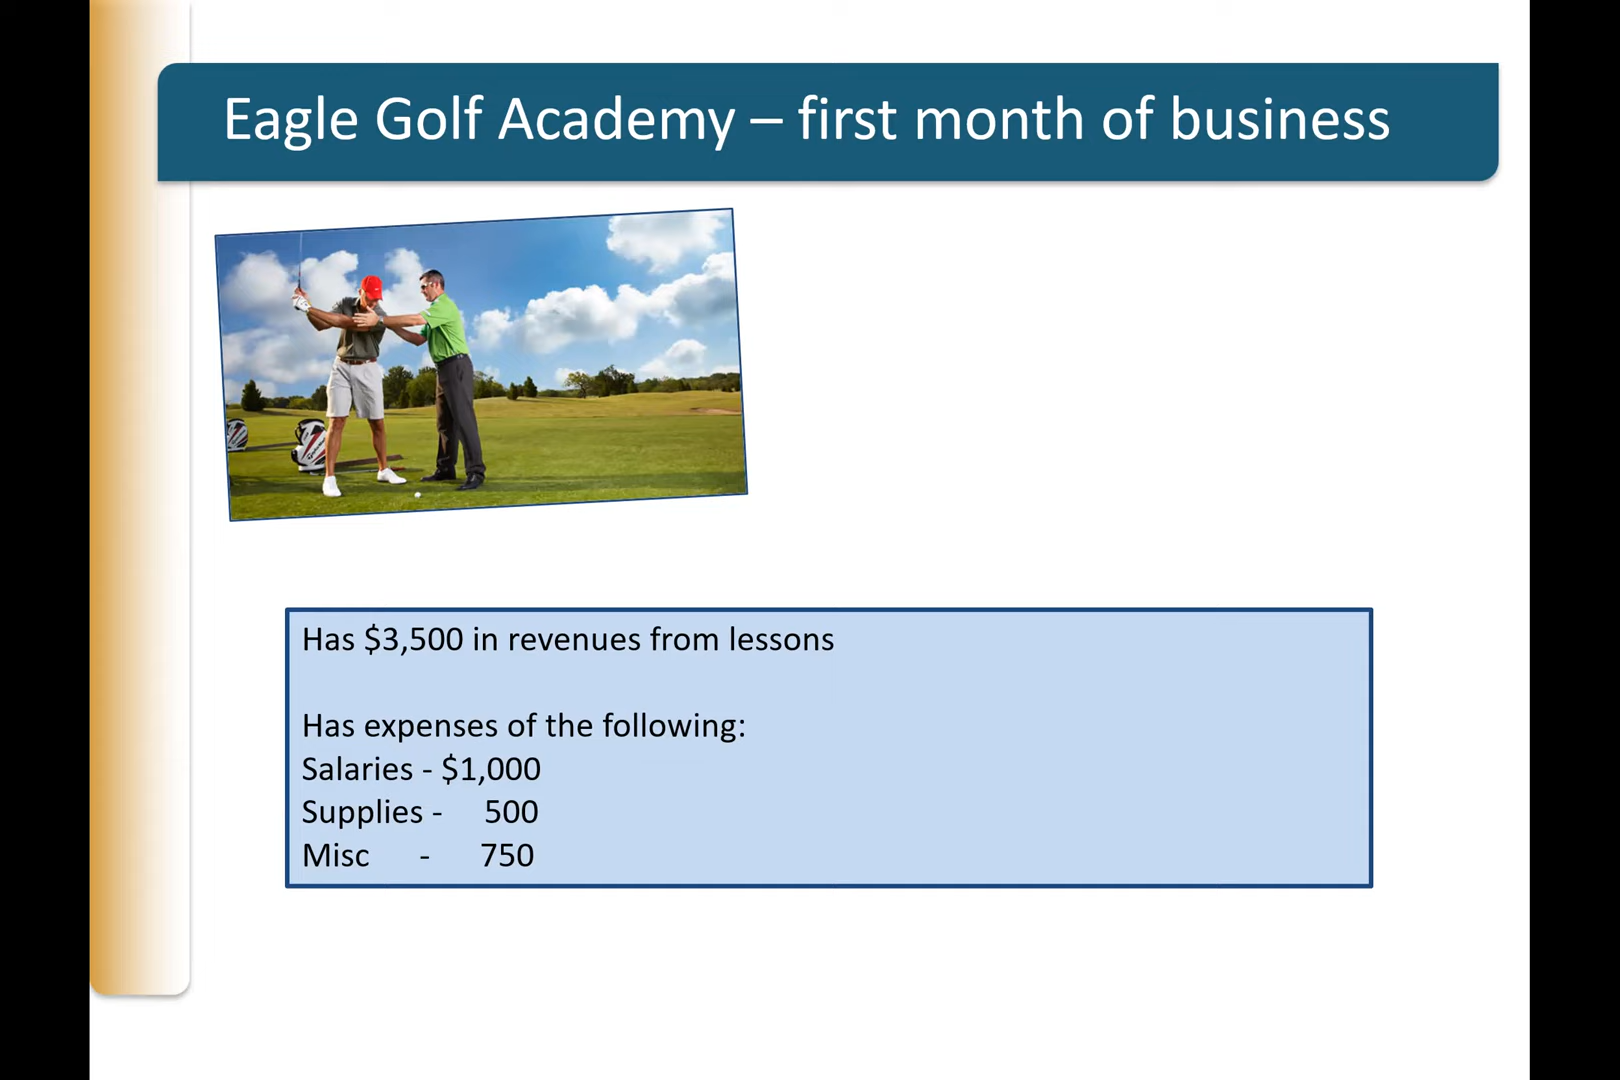 Eagle Golf Academy – first month of business
Has $3,500 in revenues from lessons
Has expenses of the following:
Salaries - $1,000
Supplies - 500
Misc - 750